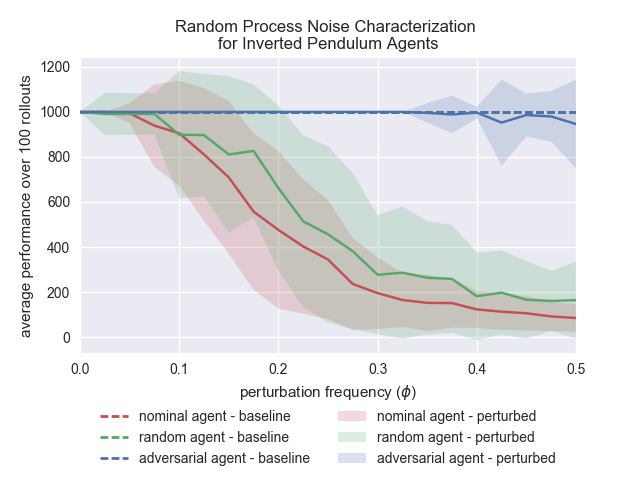 Random Process Noise Characterization
for Inverted Pendulum Agents
average performance over 100 rollouts
1200
1000
800
600
400
200
0
0.0 0.1 0.2 0.3 0.4 0.5
perturbation frequency (ϕ)
nominal agent - baseline nominal agent - perturbed
random agent - baseline random agent - perturbed
adversarial agent - baseline adversarial agent - perturbed